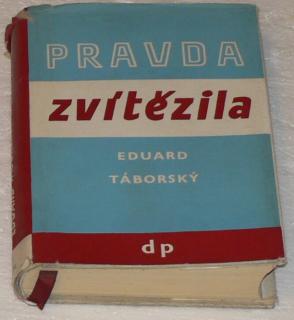 PRAVDA
zvítězila
EDUARD
TÁBORSKÝ
dp